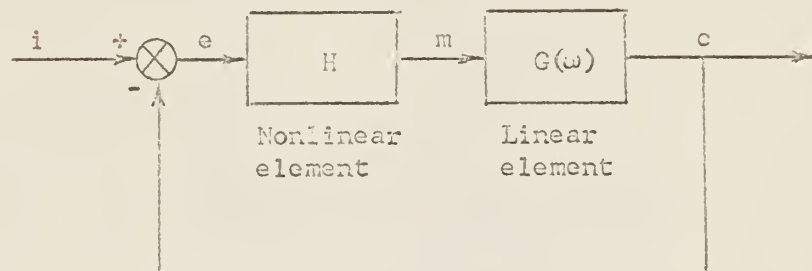 i + e H m G(ω) c
-
Nonlinear Linear
element element